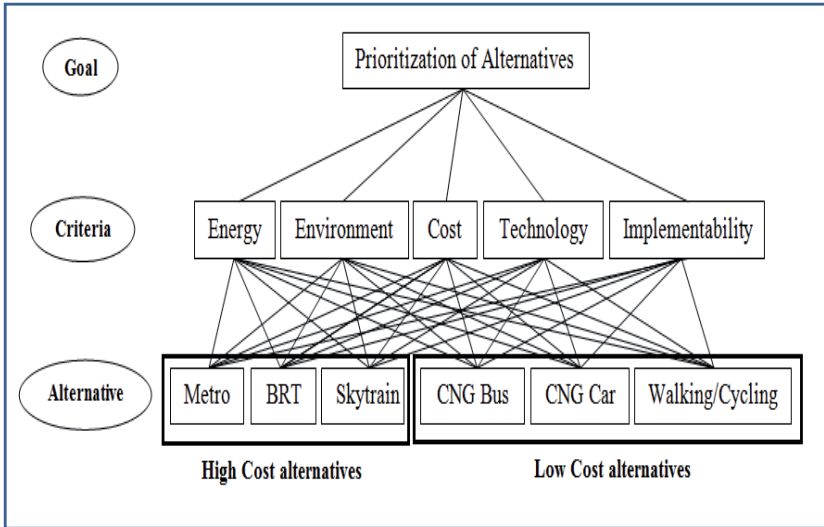 Goal
Prioritization of Alternatives
Criteria
Energy
Environment
Cost
Technology
Implementability
Alternative
Metro
BRT
Skytrain
CNG Bus
CNG Car
Walking/Cycling
High Cost alternatives
Low Cost alternatives